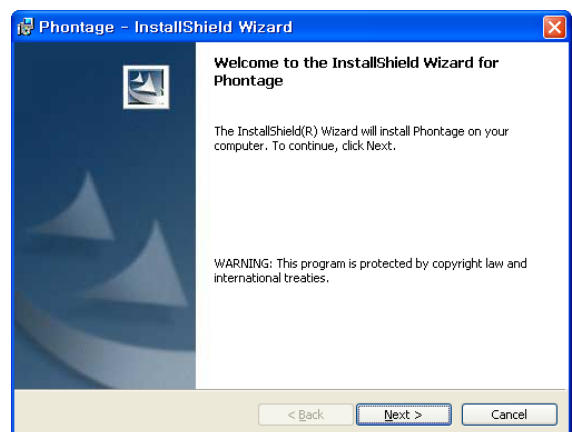 Phontage - InstallShield Wizard
Welcome to the InstallShield Wizard for
Phontage
The InstallShield(R) Wizard will install Phontage on your
computer. To continue, click Next.
WARNING: This program is protected by copyright law and
international treaties.
< Back Next > Cancel